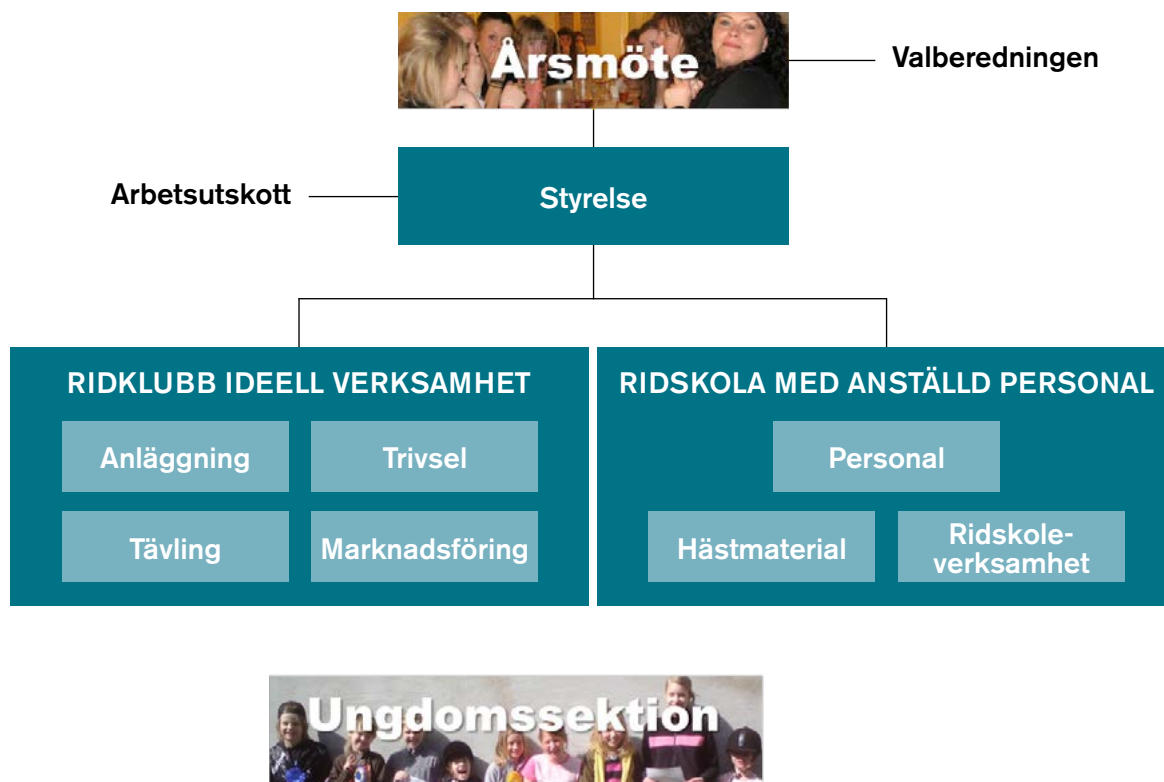 Årsmöte
Valberedningen
Arbetsutskott
Styrelse
RIDKLUBB IDEELL VERKSAMHET
Anläggning
Trivsel
Tävling
Marknadsföring
RIDSKOLA MED ANSTÄLLD PERSONAL
Personal
Hästmaterial
Ridskole-
verksamhet
Ungdomssektion